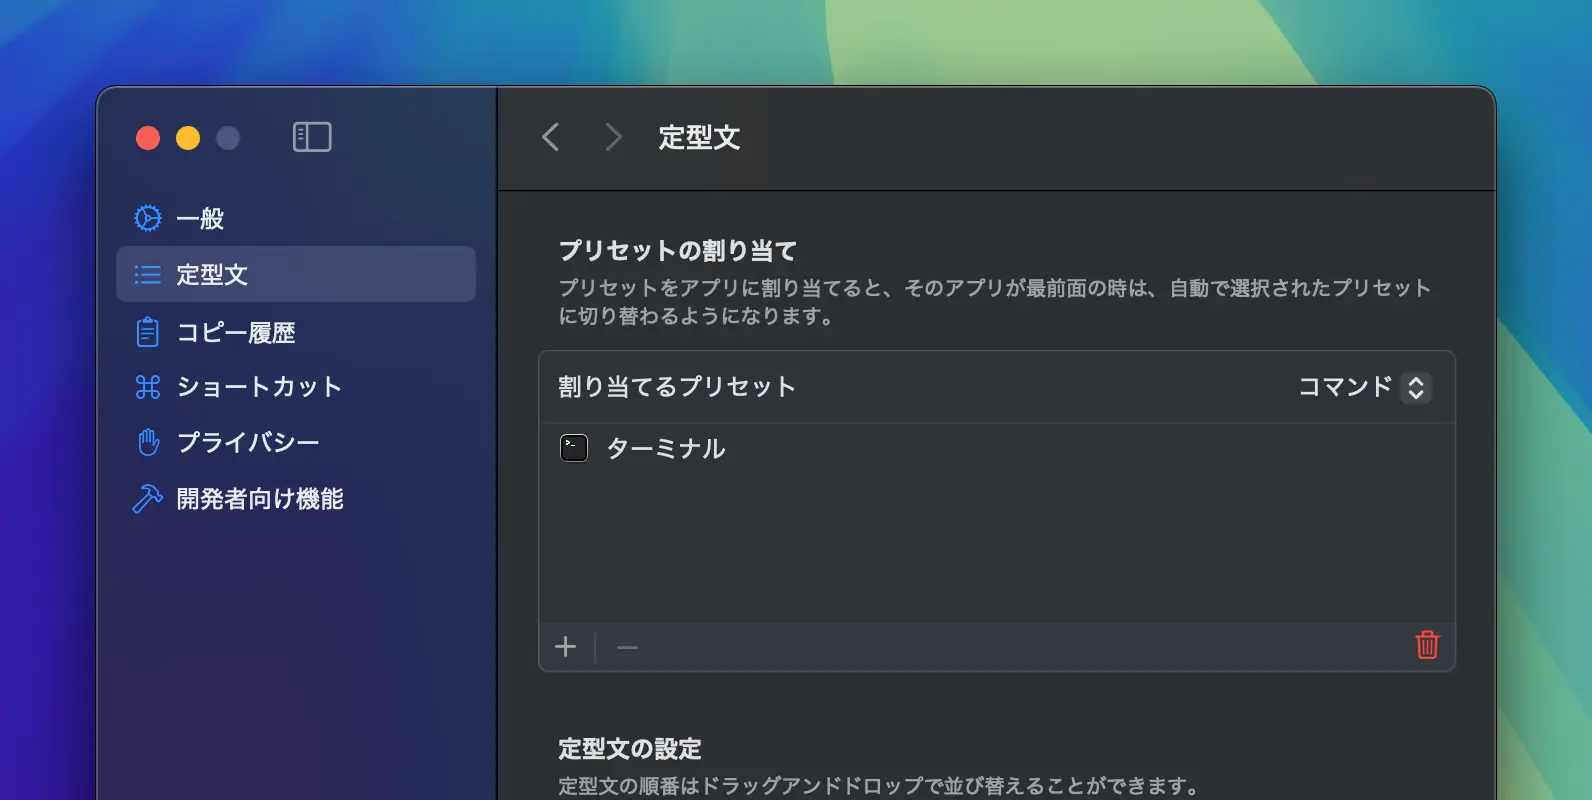 定型文
一般
定型文
コピー履歴
ショートカット
プライバシー
開発者向け機能
プリセットの割り当て
プリセットをアプリに割り当てると、そのアプリが最前面の時は、自動で選択されたプリセット
に切り替わるようになります。
割り当てるプリセット
コマンド
ターミナル
定型文の設定
定型文の順番はドラッグアンドドロップで並び替えることができます。